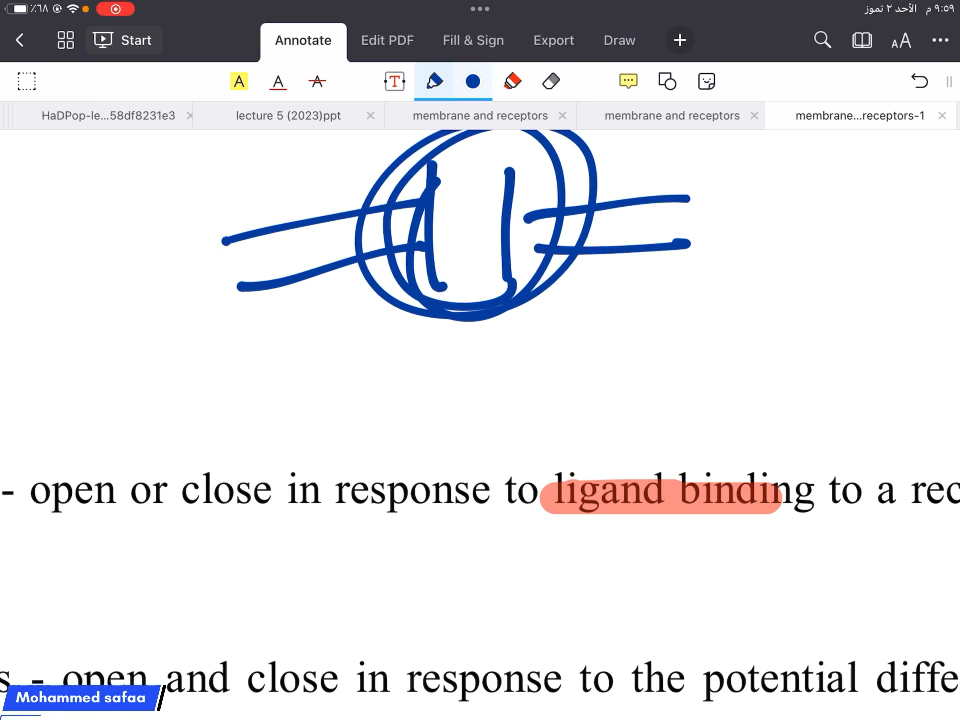 ٪٦٨ ٩:٥٩ م الأحد ٢ تموز
Start Annotate Edit PDF Fill & Sign Export Draw
HaDPop-le...58df8231e3 lecture 5 (2023)ppt membrane and receptors membrane and receptors membrane...receptors-1
- open or close in response to ligand binding to a rec
s - open and close in response to the potential diffe
Mohammed safaa